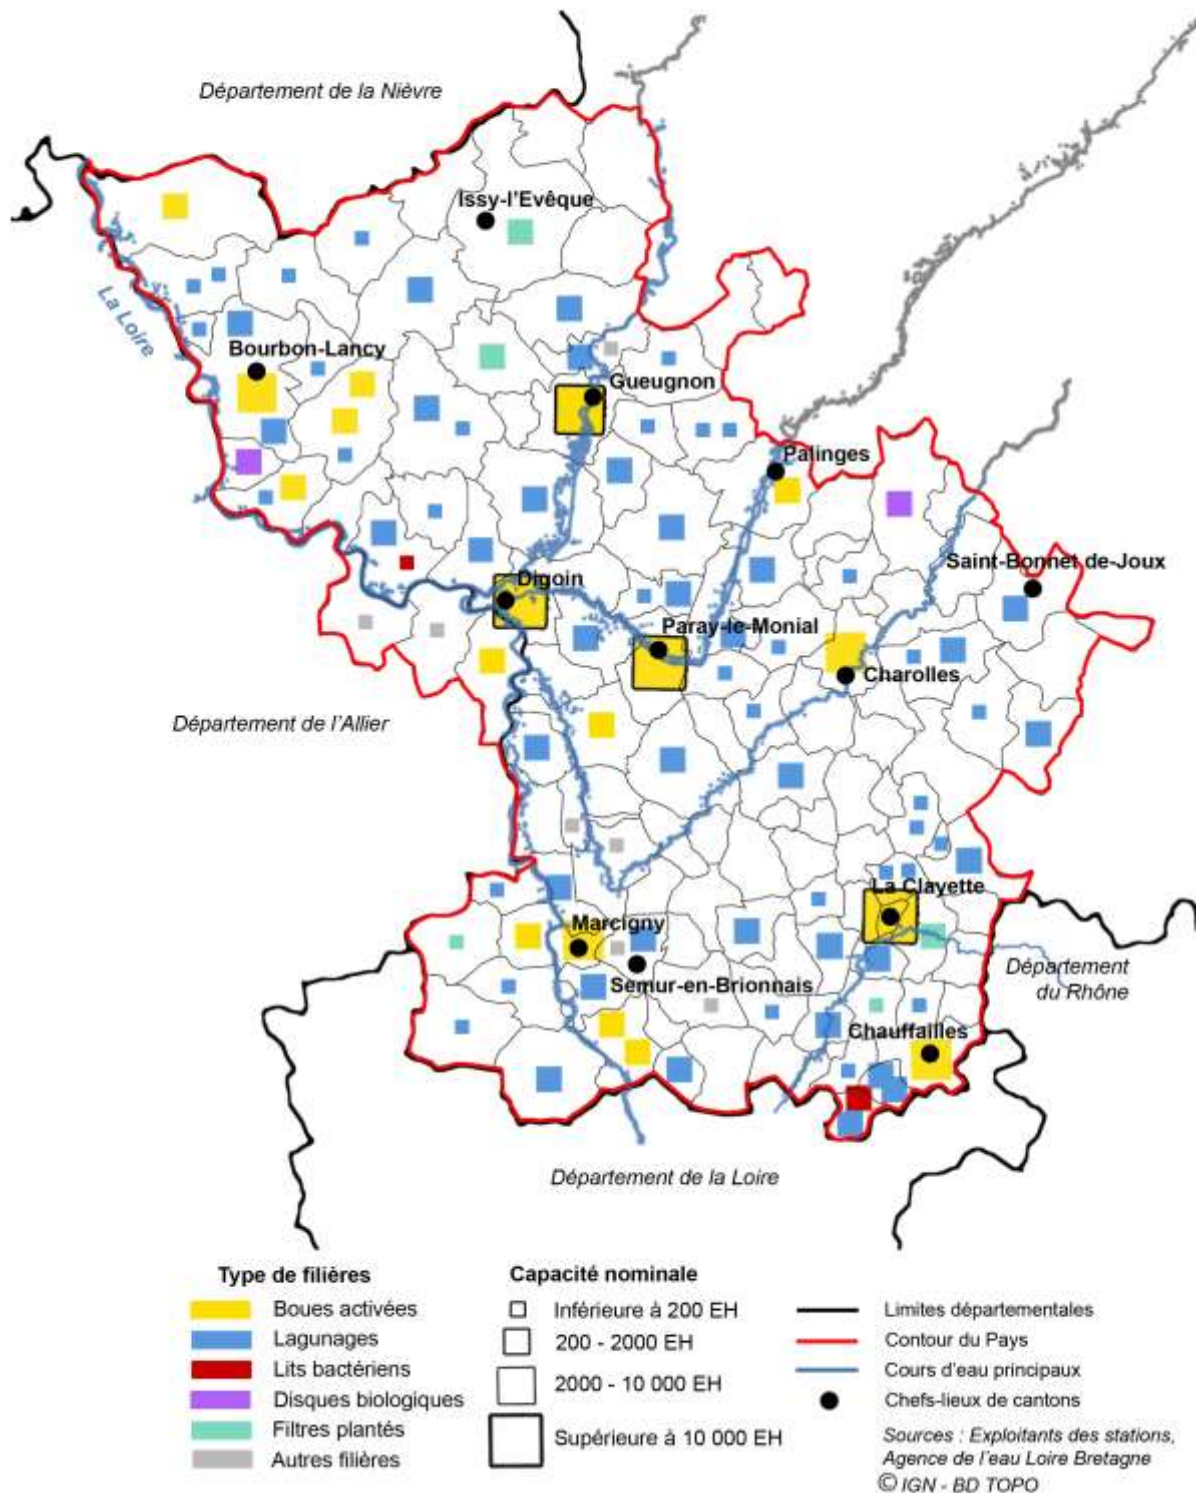 Département de la Nièvre
Issy-l'Evêque
La Loire
Bourbon-Lancy
Gueugnon
Palinges
Saint-Bonnet de-Joux
Digoin
Paray-le-Monial
Charolles
Département de l'Allier
La Clayette
Marcigny
Semur-en-Brionnais
Département
du Rhône
Chauffailles
Département de la Loire
Type de filières
Boues activées
Lagunages
Lits bactériens
Disques biologiques
Filtres plantés
Autres filières
Capacité nominale
Inférieure à 200 EH
200 - 2000 EH
2000 - 10 000 EH
Supérieure à 10 000 EH
Limites départementales
Contour du Pays
Cours d'eau principaux
Chefs-lieux de cantons
Sources : Exploitants des stations,
Agence de l'eau Loire Bretagne
© IGN - BD TOPO